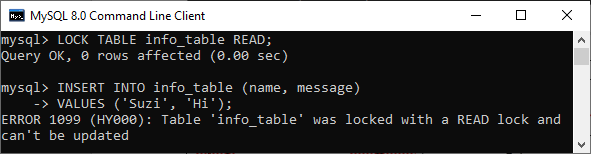 MySQL 8.0 Command Line Client
mysql> LOCK TABLE info_table READ;
Query OK, 0 rows affected (0.00 sec)
mysql> INSERT INTO info_table (name, message)
    -> VALUES ('Suzi', 'Hi');
ERROR 1099 (HY000): Table 'info_table' was locked with a READ lock and
can't be updated